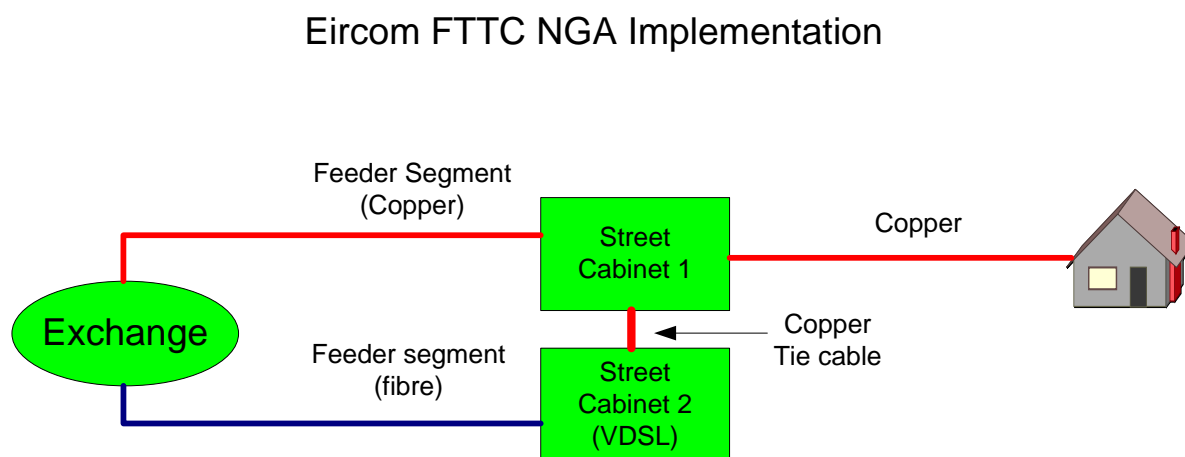 Eircom FTTC NGA Implementation
Feeder Segment
(Copper)
Street
Cabinet 1
Copper
Exchange
Feeder segment
(fibre)
Copper
Tie cable
Street
Cabinet 2
(VDSL)